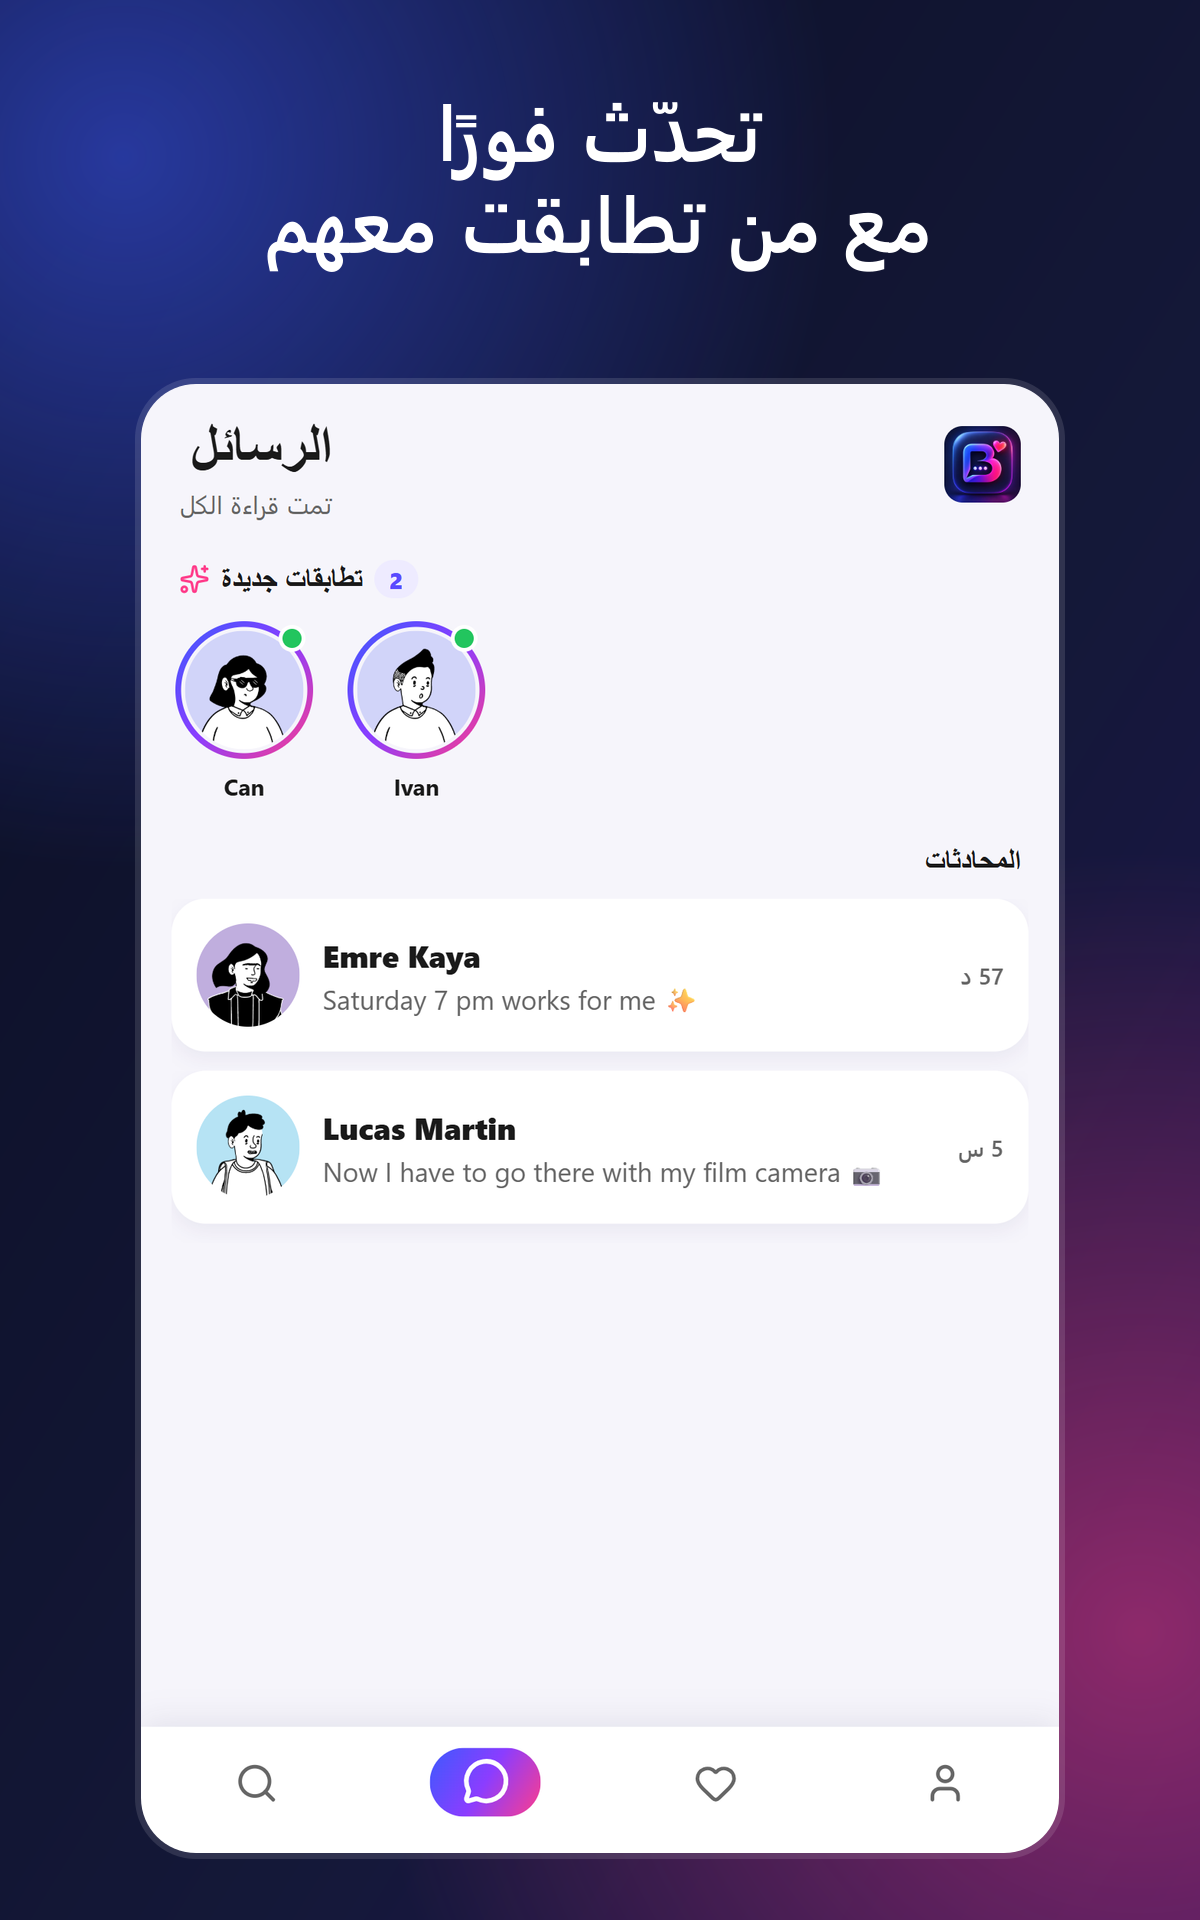 تحدّث فورًا
مع من تطابقت معهم
الرسائل
تمت قراءة الكل
تطابقات جديدة 2
Can
Ivan
المحادثات
Emre Kaya
Saturday 7 pm works for me ✨
57 د
Lucas Martin
Now I have to go there with my film camera 📷
5 س